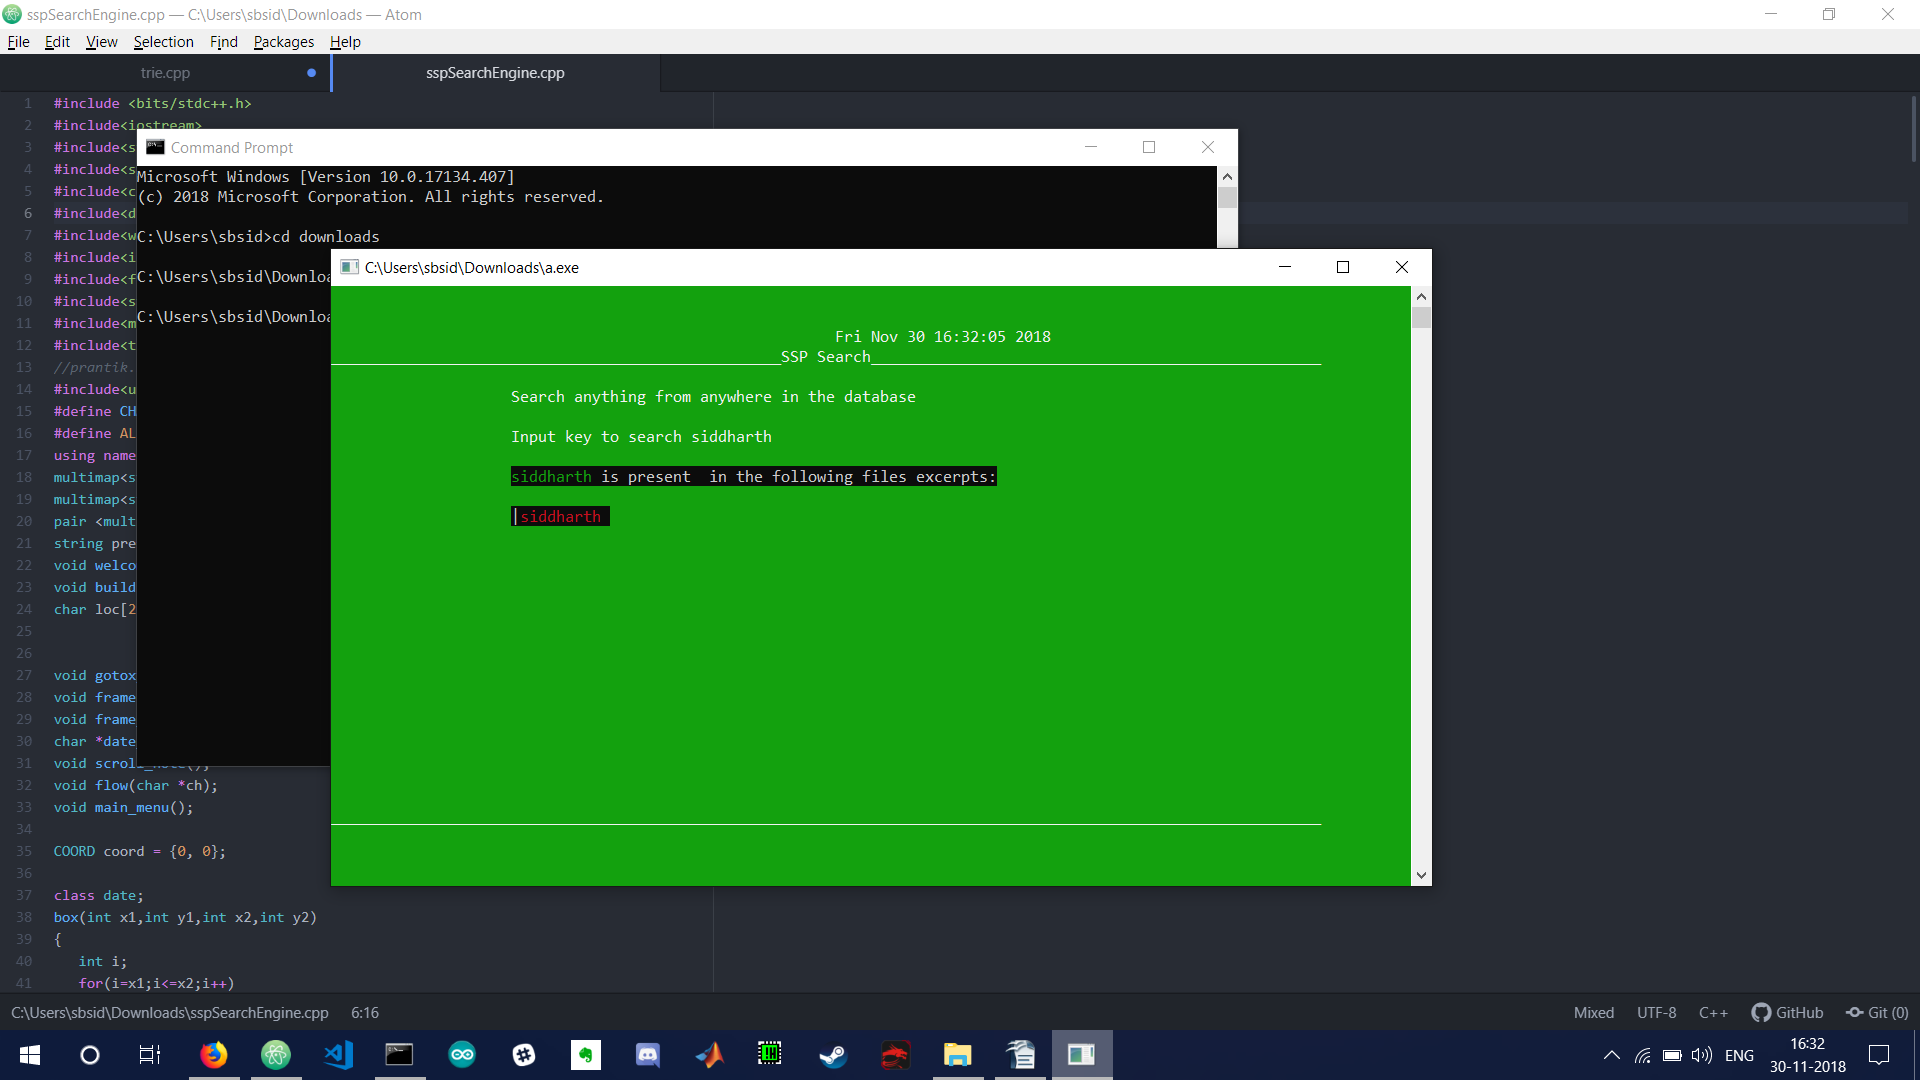 sspSearchEngine.cpp — C:\Users\sbsid\Downloads — Atom
File Edit View Selection Find Packages Help
trie.cpp sspSearchEngine.cpp
1 #include <bits/stdc++.h>
2 #include<iostream>
3 #include<s
4 #include<s
5 #include<c
6 #include<d
7 #include<w
8 #include<i
9 #include<f
10 #include<s
11 #include<m
12 #include<t
13 //prantik.
14 #include<u
15 #define CH
16 #define AL
17 using name
18 multimap<s
19 multimap<s
20 pair <mult
21 string pre
22 void welco
23 void build
24 char loc[2
25
26
27 void gotox
28 void frame
29 void frame
30 char *date
31 void scroll_note();
32 void flow(char *ch);
33 void main_menu();
34
35 COORD coord = {0, 0};
36
37 class date;
38 box(int x1,int y1,int x2,int y2)
39 {
40 int i;
41 for(i=x1;i<=x2;i++)
Command Prompt
Microsoft Windows [Version 10.0.17134.407]
(c) 2018 Microsoft Corporation. All rights reserved.
C:\Users\sbsid>cd downloads
C:\Users\sbsid\Downloa
C:\Users\sbsid\Downloa
C:\Users\sbsid\Downloads\a.exe
Fri Nov 30 16:32:05 2018
SSP Search
Search anything from anywhere in the database
Input key to search siddharth
siddharth is present  in the following files excerpts:
|siddharth
C:\Users\sbsid\Downloads\sspSearchEngine.cpp 6:16 Mixed UTF-8 C++ GitHub Git (0)
ENG
16:32
30-11-2018